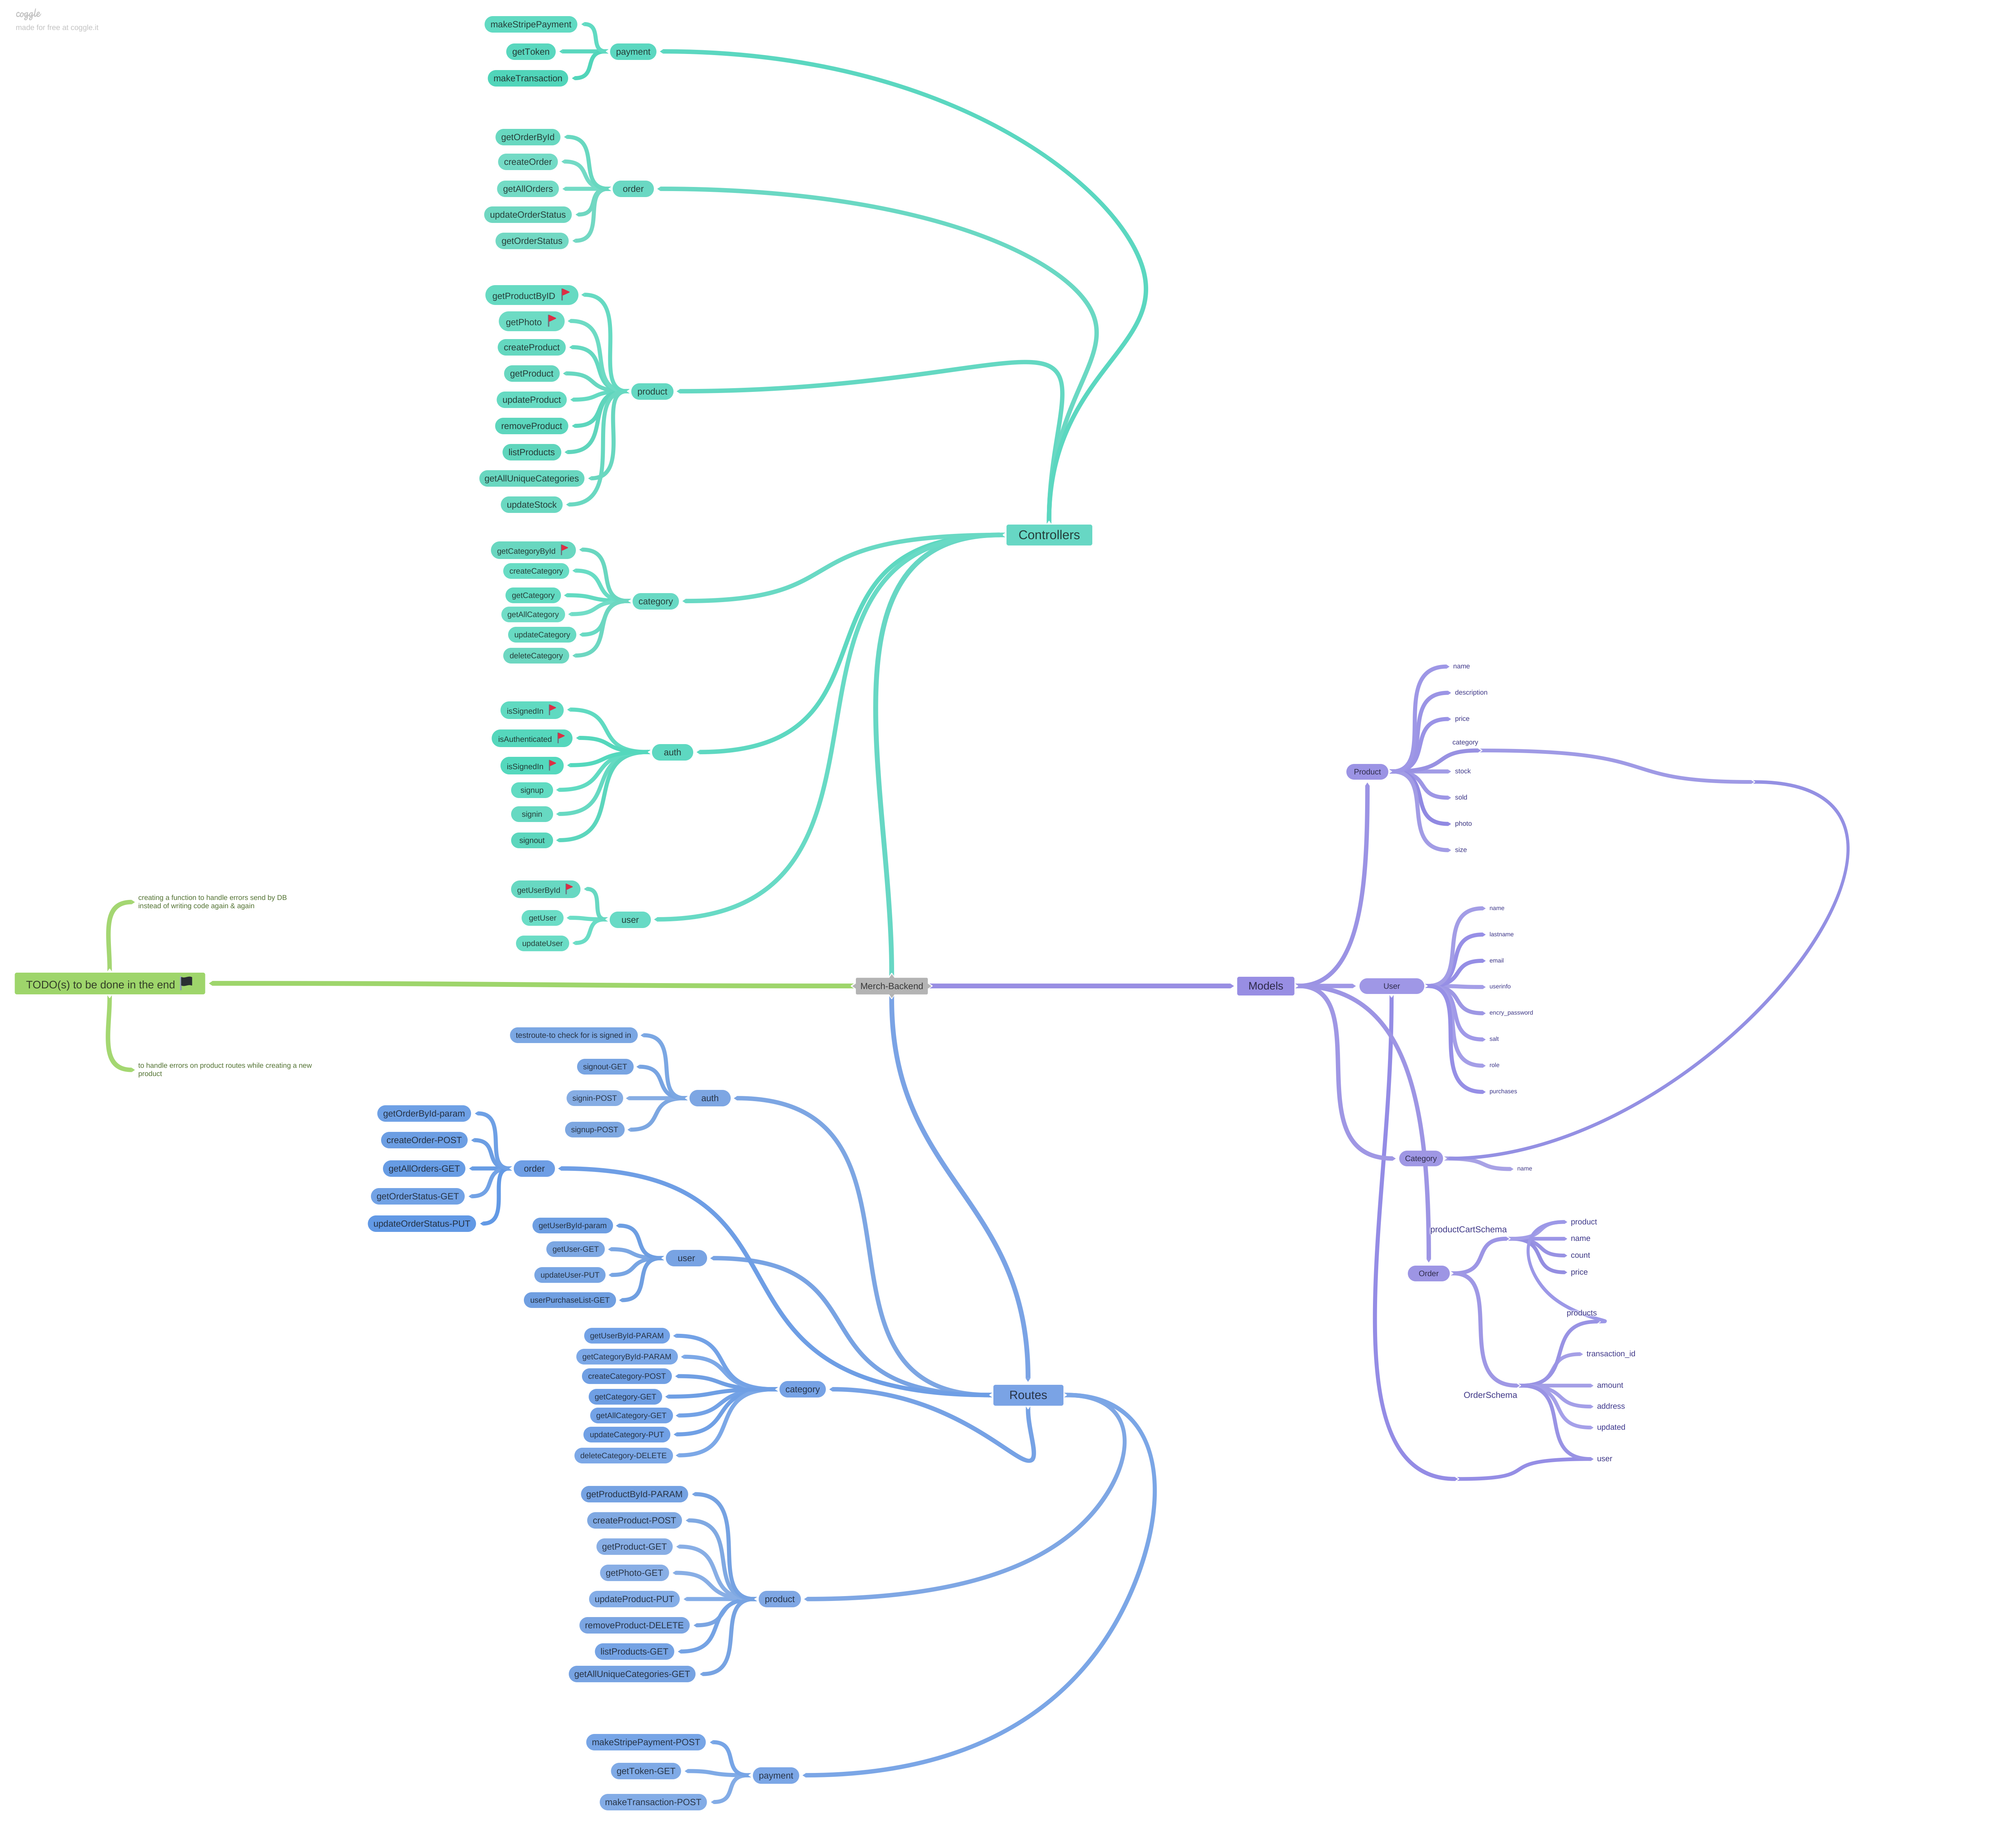 coggle
made for free at coggle.it
makeStripePayment
getToken
makeTransaction
payment
getOrderById
createOrder
getAllOrders
updateOrderStatus
getOrderStatus
order
getProductByID
getPhoto
createProduct
getProduct
updateProduct
removeProduct
listProducts
getAllUniqueCategories
updateStock
product
Controllers
getCategoryById
createCategory
getCategory
getAllCategory
updateCategory
deleteCategory
category
isSignedIn
isAuthenticated
isSignedIn
signup
signin
signout
auth
getUserById
getUser
updateUser
user
creating a function to handle errors send by DB
instead of writing code again & again
TODO(s) to be done in the end
to handle errors on product routes while creating a new
product
Merch-Backend
Models
Product
name
description
price
category
stock
sold
photo
size
User
name
lastname
email
userinfo
encry_password
salt
role
purchases
Category
name
Order
productCartSchema
product
name
count
price
OrderSchema
products
transaction_id
amount
address
updated
user
testroute-to check for is signed in
signout-GET
signin-POST
signup-POST
auth
getOrderById-param
createOrder-POST
getAllOrders-GET
getOrderStatus-GET
updateOrderStatus-PUT
order
getUserById-param
getUser-GET
updateUser-PUT
userPurchaseList-GET
user
getUserById-PARAM
getCategoryById-PARAM
createCategory-POST
getCategory-GET
getAllCategory-GET
updateCategory-PUT
deleteCategory-DELETE
category
Routes
getProductById-PARAM
createProduct-POST
getProduct-GET
getPhoto-GET
updateProduct-PUT
removeProduct-DELETE
listProducts-GET
getAllUniqueCategories-GET
product
makeStripePayment-POST
getToken-GET
makeTransaction-POST
payment